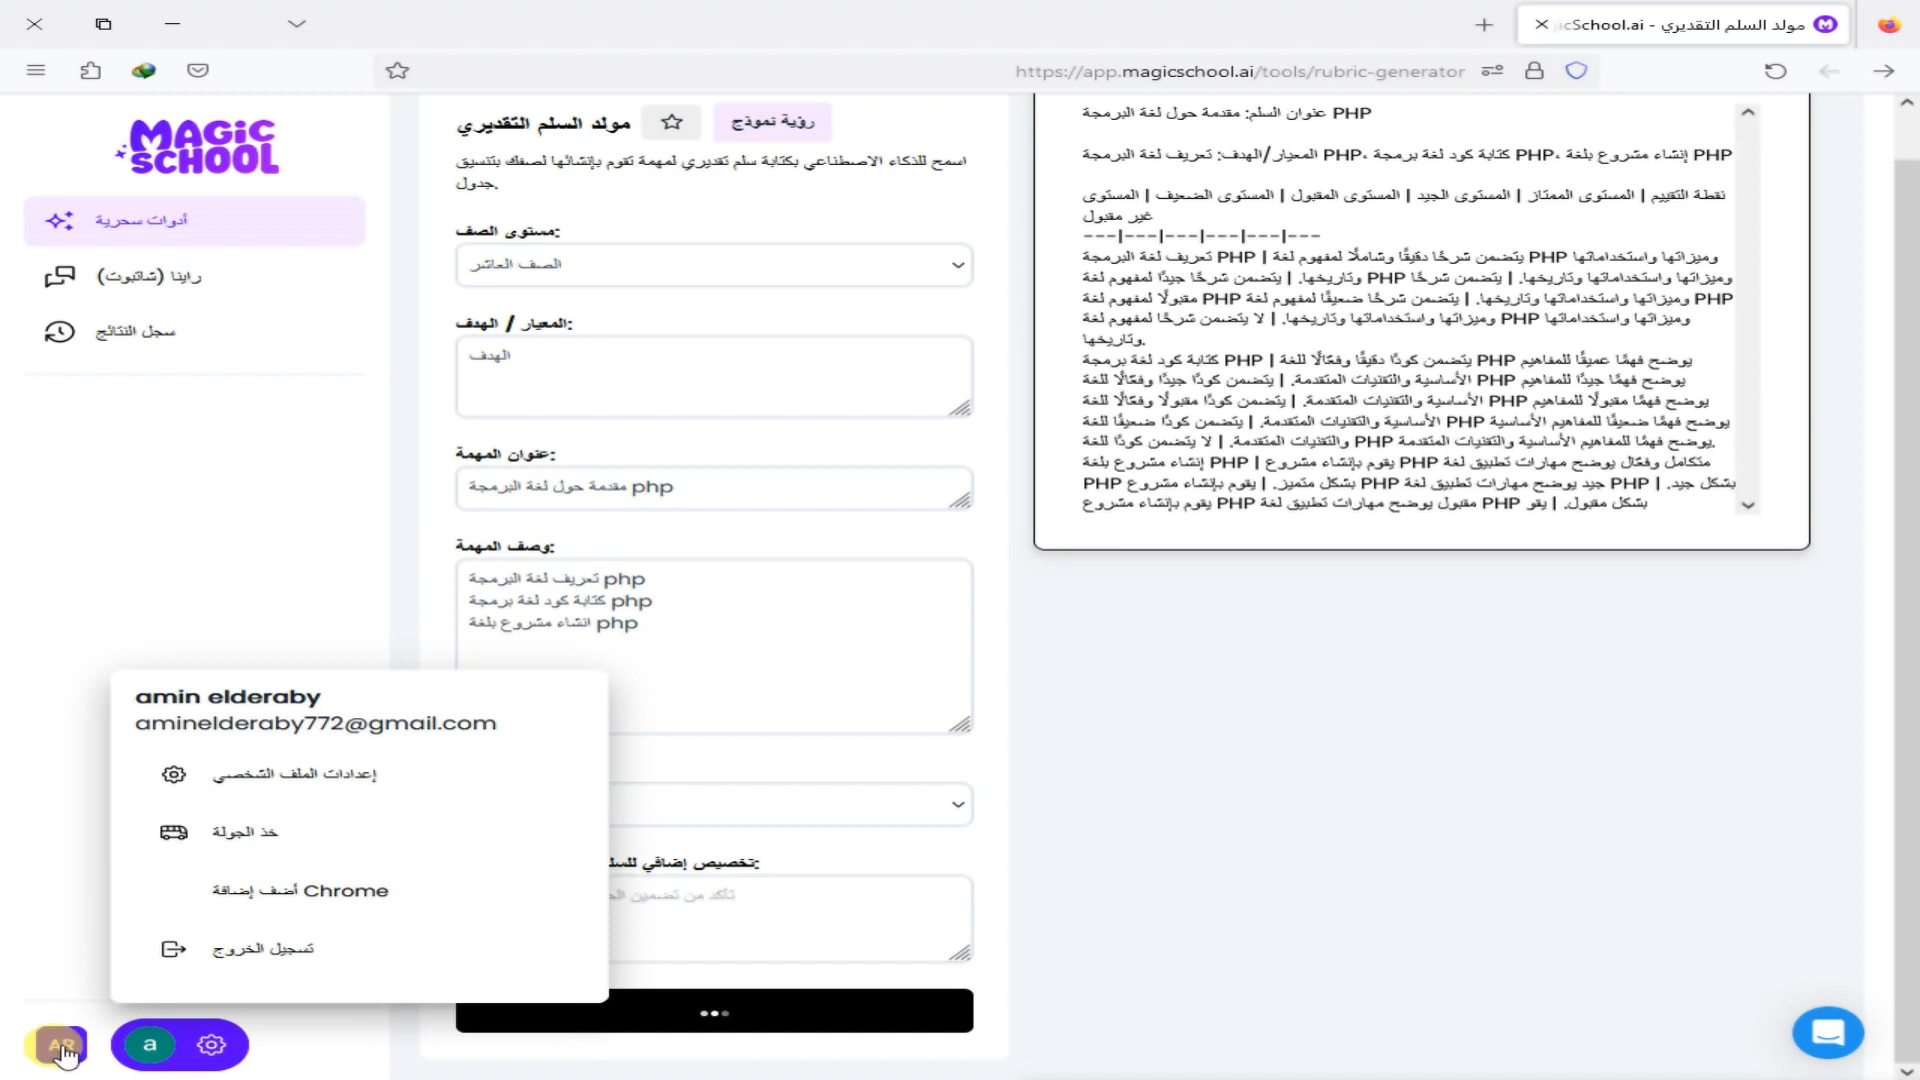 مولد السلم التقديري - icSchool.ai
https://app.magicschool.ai/tools/rubric-generator
MAGIC SCHOOL
أدوات سحرية
راينا (شاتبوت)
سجل النتائج
مولد السلم التقديري
رؤية نموذج
اسمح للذكاء الاصطناعي بكتابة سلم تقديري لمهمة تقوم بإنشائها لصفك بتنسيق
جدول.
مستوى الصف:
الصف العاشر
المعيار / الهدف:
الهدف
عنوان المهمة:
مقدمة حول لغة البرمجة php
وصف المهمة:
تعريف لغة البرمجة php
كتابة كود لغة برمجة php
انشاء مشروع بلغة php
تخصيص إضافي للسلم:
تأكد من تضمين
عنوان السلم: مقدمة حول لغة البرمجة PHP
المعيار/الهدف: تعريف لغة البرمجة PHP، كتابة كود لغة برمجة PHP، إنشاء مشروع بلغة PHP
نقطة التقييم | المستوى الممتاز | المستوى الجيد | المستوى المقبول | المستوى الضعيف | المستوى
غير مقبول
---|---|---|---|---|---
تعريف لغة البرمجة PHP | يتضمن شرحًا دقيقًا وشاملًا لمفهوم لغة PHP وميزاتها واستخداماتها
وتاريخها. | يتضمن شرحًا جيدًا لمفهوم لغة PHP وميزاتها واستخداماتها وتاريخها. | يتضمن شرحًا
مقبولًا لمفهوم لغة PHP وميزاتها واستخداماتها وتاريخها. | يتضمن شرحًا ضعيفًا لمفهوم لغة PHP
وميزاتها واستخداماتها وتاريخها. | لا يتضمن شرحًا لمفهوم لغة PHP وميزاتها واستخداماتها
وتاريخها.
كتابة كود لغة برمجة PHP | يتضمن كودًا دقيقًا وفعّالًا للغة PHP يوضح فهمًا عميقًا للمفاهيم
الأساسية والتقنيات المتقدمة. | يتضمن كودًا جيدًا وفعّالًا للغة PHP يوضح فهمًا جيدًا للمفاهيم
الأساسية والتقنيات المتقدمة. | يتضمن كودًا مقبولًا وفعّالًا للغة PHP يوضح فهمًا مقبولًا للمفاهيم
الأساسية والتقنيات المتقدمة. | يتضمن كودًا ضعيفًا للغة PHP يوضح فهمًا ضعيفًا للمفاهيم الأساسية
والتقنيات المتقدمة. | لا يتضمن كودًا للغة PHP يوضح فهمًا للمفاهيم الأساسية والتقنيات المتقدمة.
إنشاء مشروع بلغة PHP | يقوم بإنشاء مشروع PHP متكامل وفعّال يوضح مهارات تطبيق لغة
PHP بشكل متميز. | يقوم بإنشاء مشروع PHP جيد يوضح مهارات تطبيق لغة PHP بشكل جيد. |
يقوم بإنشاء مشروع PHP مقبول يوضح مهارات تطبيق لغة PHP بشكل مقبول. | يقو
amin elderaby
aminelderaby772@gmail.com
إعدادات الملف الشخصي
خذ الجولة
أضف إضافة Chrome
تسجيل الخروج
AR
a